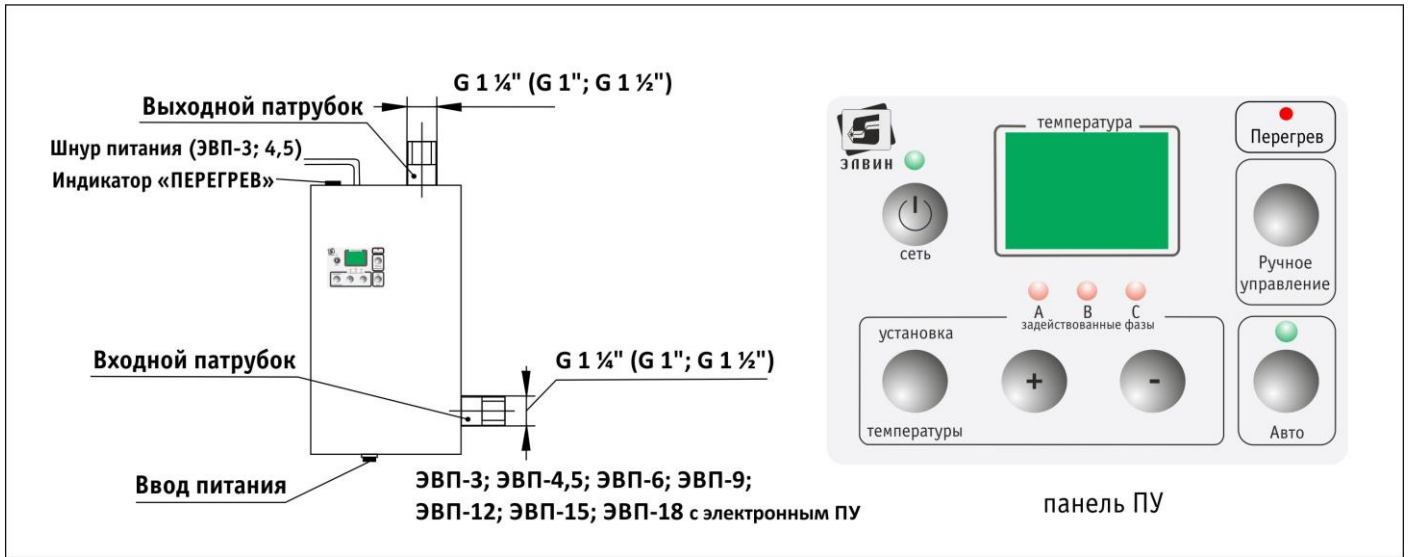 G 1 ¼" (G 1"; G 1 ½")
Выходной патрубок
Шнур питания (ЭВП-3; 4,5)
Индикатор «ПЕРЕГРЕВ»
Входной патрубок
G 1 ¼" (G 1"; G 1 ½")
Ввод питания
ЭВП-3; ЭВП-4,5; ЭВП-6; ЭВП-9;
ЭВП-12; ЭВП-15; ЭВП-18 с электронным ПУ
ЭЛВИН
температура
Перегрев
сеть
Ручное
управление
A B C
задействованные фазы
установка
+ -
температуры
Авто
панель ПУ